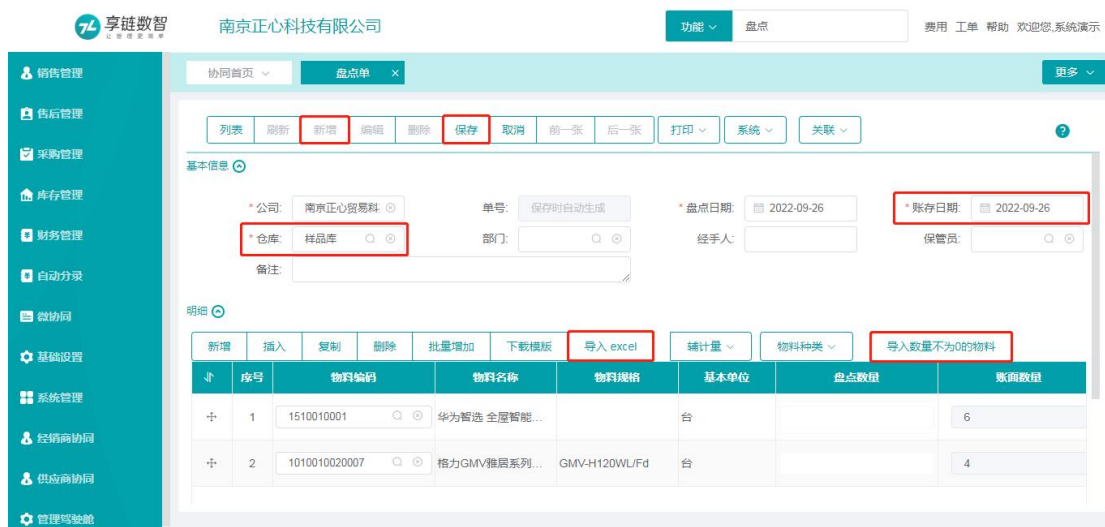 享链数智
让管理更简单
南京正心科技有限公司
功能
盘点
费用 工单 帮助 欢迎您,系统演示
协同首页
盘点单 ×
更多
销售管理
售后管理
采购管理
库存管理
财务管理
自动分录
微协同
基础设置
系统管理
经销商协同
供应商协同
管理驾驶舱
列表 刷新 新增 编辑 删除 保存 取消 前一张 后一张 打印 系统 关联
基本信息
*公司: 南京正心贸易科 单号: 保存时自动生成 *盘点日期: 2022-09-26 *账存日期: 2022-09-26
*仓库: 样品库 部门: 经手人: 保管员:
备注:
明细
新增 插入 复制 删除 批量增加 下载模版 导入 excel 辅计量 物料种类 导入数量不为0的物料
序号 物料编码 物料名称 物料规格 基本单位 盘点数量 账面数量
1 1510010001 华为智选 全屋智能... 台 6
2 1010010020007 格力GMV雅居系列... GMV-H120WL/Fd 台 4